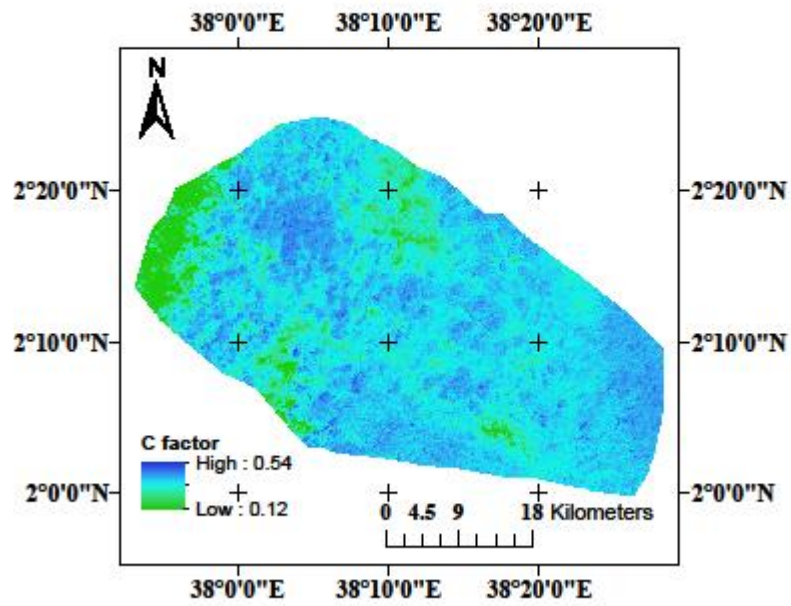 38°0'0"E 38°10'0"E 38°20'0"E
N
2°20'0"N 2°20'0"N
2°10'0"N 2°10'0"N
C factor
High : 0.54
Low : 0.12
2°0'0"N 2°0'0"N
0 4.5 9 18 Kilometers
38°0'0"E 38°10'0"E 38°20'0"E